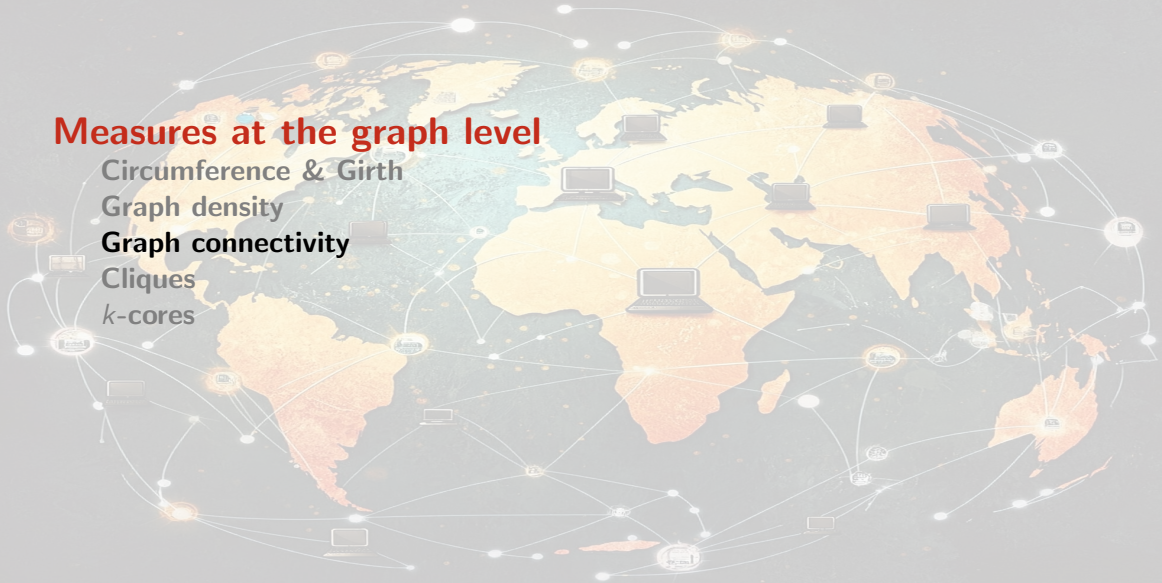 Measures at the graph level
Circumference & Girth
Graph density
Graph connectivity
Cliques
k-cores